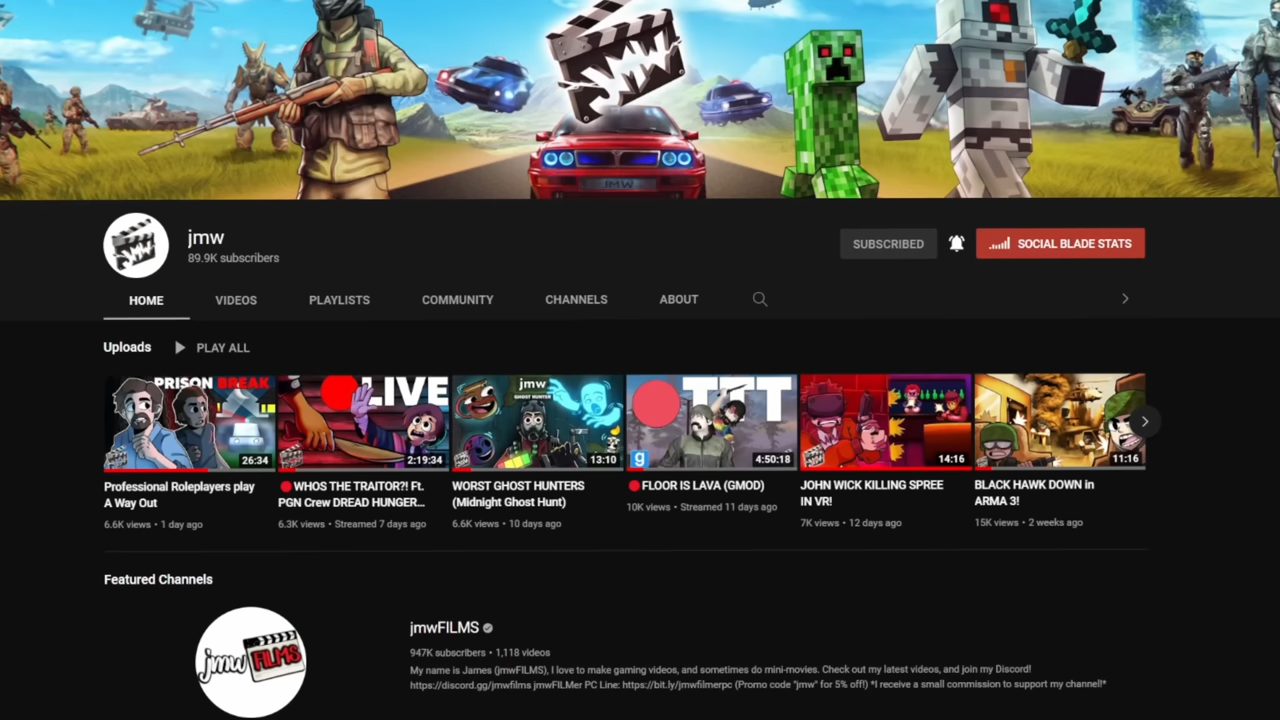 JMW
jmw
89.9K subscribers
SUBSCRIBED
SOCIAL BLADE STATS
HOME
VIDEOS
PLAYLISTS
COMMUNITY
CHANNELS
ABOUT
Uploads
PLAY ALL
PRISON BREAK
26:34
LIVE
2:19:34
jmw
GHOST HUNTER
13:10
TTT
g
4:50:18
14:16
11:16
Professional Roleplayers play
A Way Out
6.6K views • 1 day ago
WHOS THE TRAITOR?! Ft.
PGN Crew DREAD HUNGER...
6.3K views • Streamed 7 days ago
WORST GHOST HUNTERS
(Midnight Ghost Hunt)
6.6K views • 10 days ago
FLOOR IS LAVA (GMOD)
10K views • Streamed 11 days ago
JOHN WICK KILLING SPREE
IN VR!
7K views • 12 days ago
BLACK HAWK DOWN in
ARMA 3!
15K views • 2 weeks ago
Featured Channels
jmw FILMS
jmwFILMS
947K subscribers • 1,118 videos
My name is James (jmwFILMS), I love to make gaming videos, and sometimes do mini-movies. Check out my latest videos, and join my Discord!
https://discord.gg/jmwfilms jmwFILMer PC Line: https://bit.ly/jmwfilmerpc (Promo code "jmw" for 5% off!) *I receive a small commission to support my channel!*